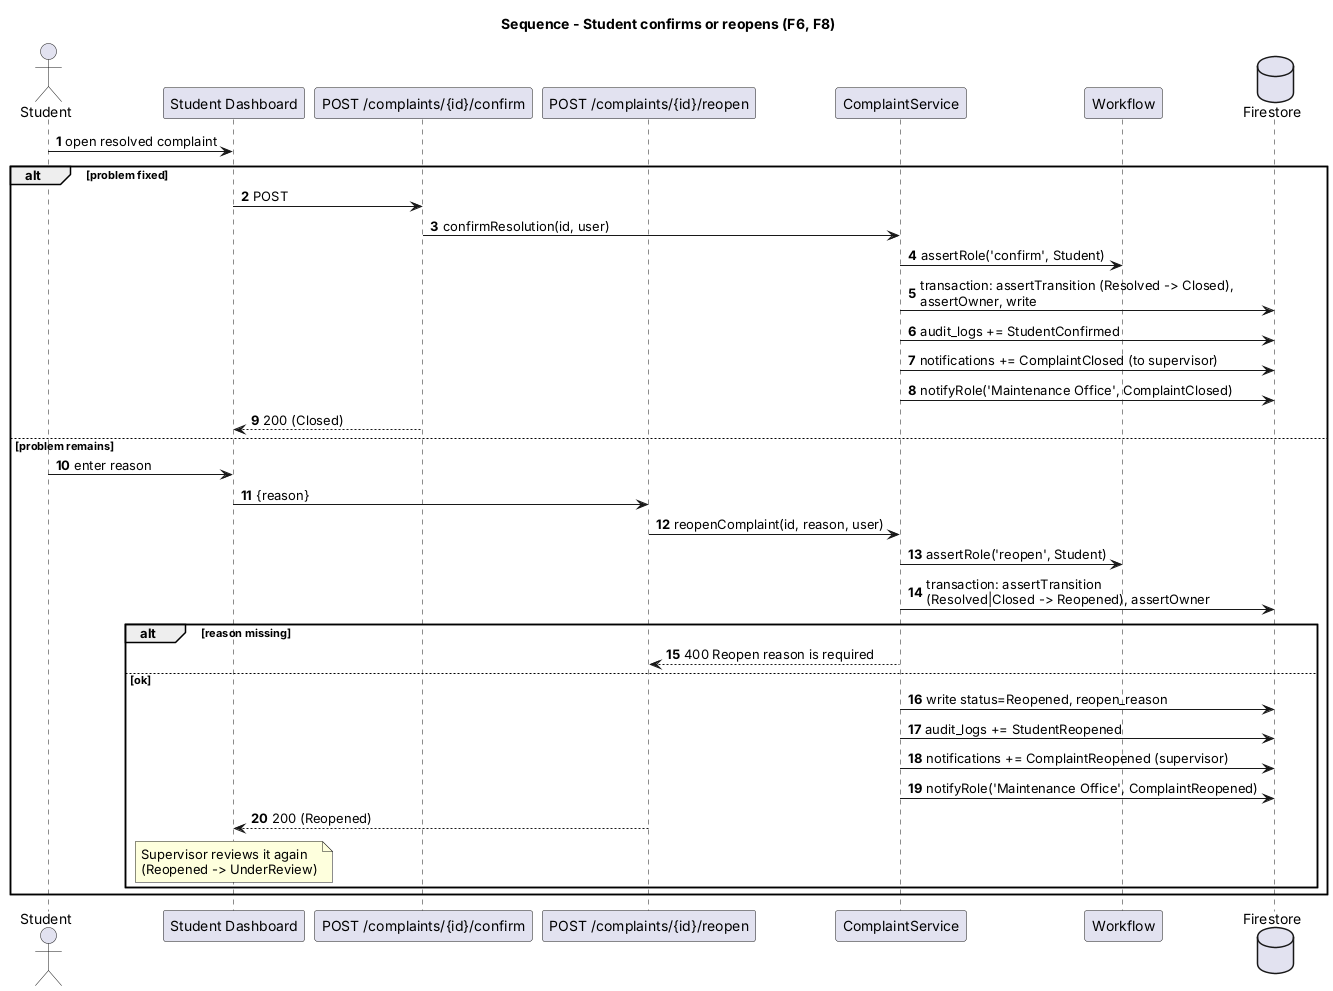 Sequence - Student confirms or reopens (F6, F8)
Student
Student Dashboard
POST /complaints/{id}/confirm
POST /complaints/{id}/reopen
ComplaintService
Workflow
Firestore
1 open resolved complaint
alt [problem fixed]
2 POST
3 confirmResolution(id, user)
4 assertRole('confirm', Student)
5 transaction: assertTransition (Resolved -> Closed),
assertOwner, write
6 audit_logs += StudentConfirmed
7 notifications += ComplaintClosed (to supervisor)
8 notifyRole('Maintenance Office', ComplaintClosed)
9 200 (Closed)
[problem remains]
10 enter reason
11 {reason}
12 reopenComplaint(id, reason, user)
13 assertRole('reopen', Student)
14 transaction: assertTransition
(Resolved|Closed -> Reopened), assertOwner
alt [reason missing]
15 400 Reopen reason is required
[ok]
16 write status=Reopened, reopen_reason
17 audit_logs += StudentReopened
18 notifications += ComplaintReopened (supervisor)
19 notifyRole('Maintenance Office', ComplaintReopened)
20 200 (Reopened)
Supervisor reviews it again
(Reopened -> UnderReview)
Student
Student Dashboard
POST /complaints/{id}/confirm
POST /complaints/{id}/reopen
ComplaintService
Workflow
Firestore